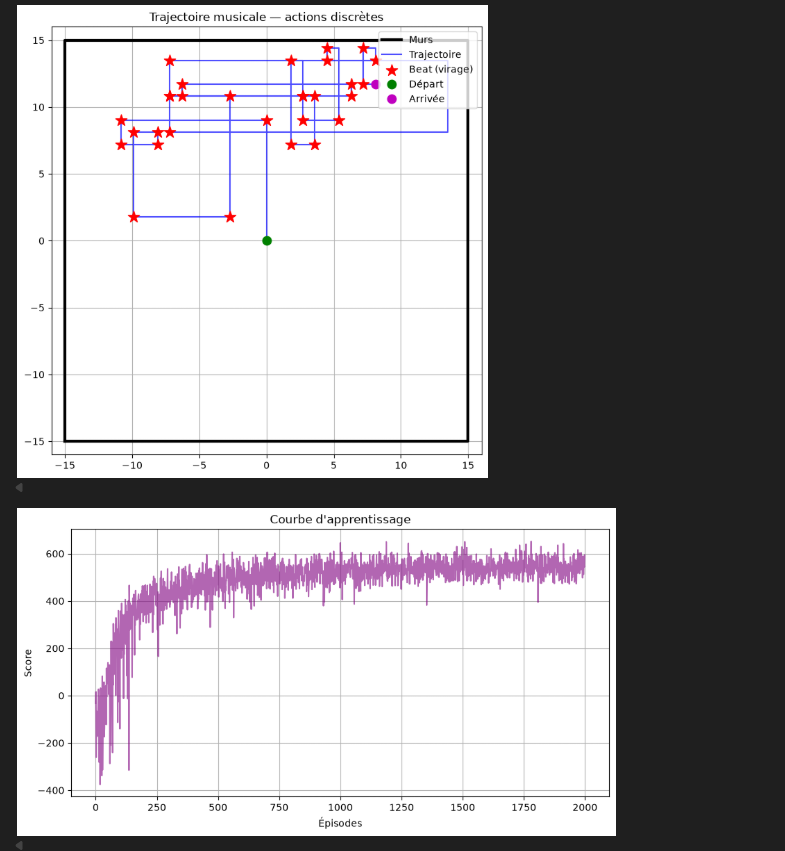 Trajectoire musicale — actions discrètes
Murs
Trajectoire
Beat (virage)
Départ
Arrivée
15
10
5
0
−5
−10
−15
−15 −10 −5 0 5 10 15
Courbe d'apprentissage
600
400
200
0
−200
−400
Score
0 250 500 750 1000 1250 1500 1750 2000
Épisodes